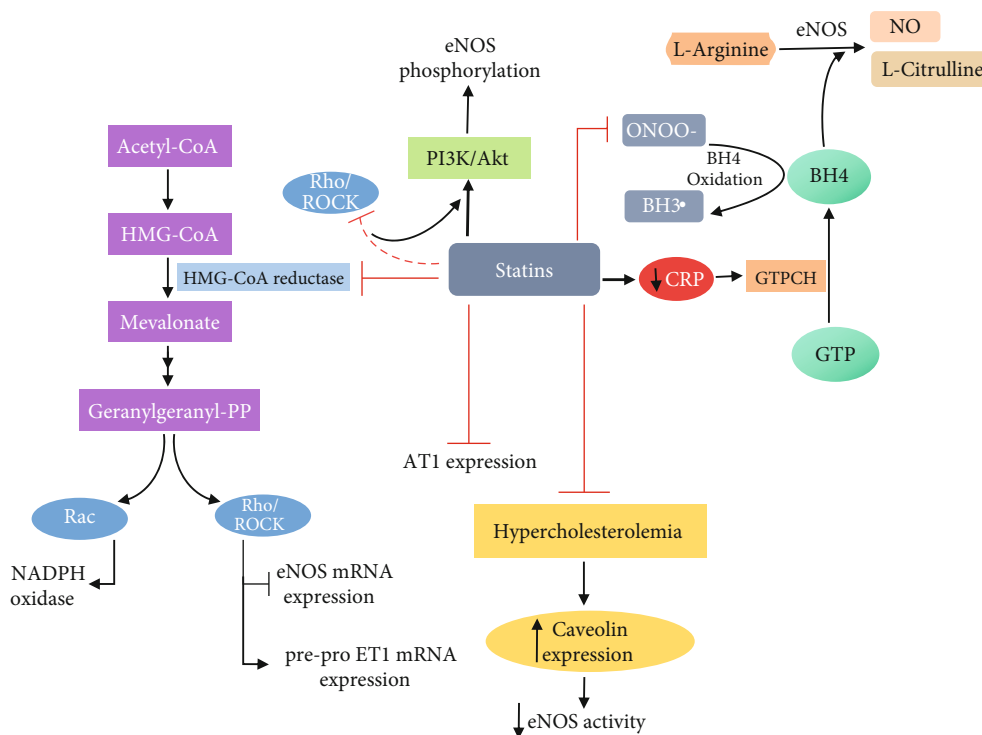 eNOS
phosphorylation
eNOS
NO
L-Arginine
L-Citrulline
Acetyl-CoA
PI3K/Akt
ONOO-
BH4
Oxidation
BH4
Rho/
ROCK
BH3•
HMG-CoA
HMG-CoA reductase
Statins
CRP
GTPCH
Mevalonate
GTP
Geranylgeranyl-PP
AT1 expression
Rac
Rho/
ROCK
Hypercholesterolemia
NADPH
oxidase
eNOS mRNA
expression
Caveolin
expression
pre-pro ET1 mRNA
expression
eNOS activity